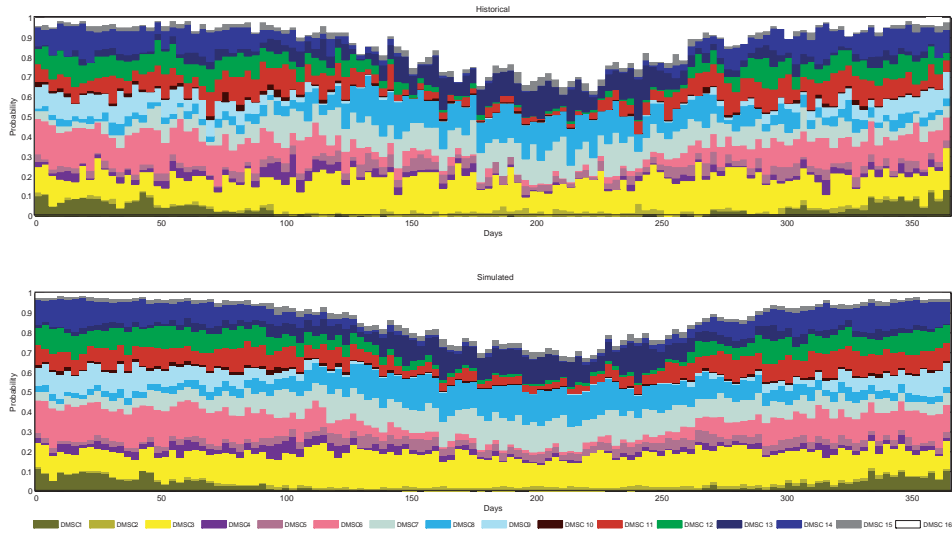 Historical
1
0.9
0.8
0.7
0.6
0.5
0.4
0.3
0.2
0.1
0
Probability
0 50 100 150 200 250 300 350
Days
Simulated
1
0.9
0.8
0.7
0.6
0.5
0.4
0.3
0.2
0.1
0
Probability
0 50 100 150 200 250 300 350
Days
DMSC1 DMSC2 DMSC3 DMSC4 DMSC5 DMSC6 DMSC7 DMSC8 DMSC9 DMSC 10 DMSC 11 DMSC 12 DMSC 13 DMSC 14 DMSC 15 DMSC 16